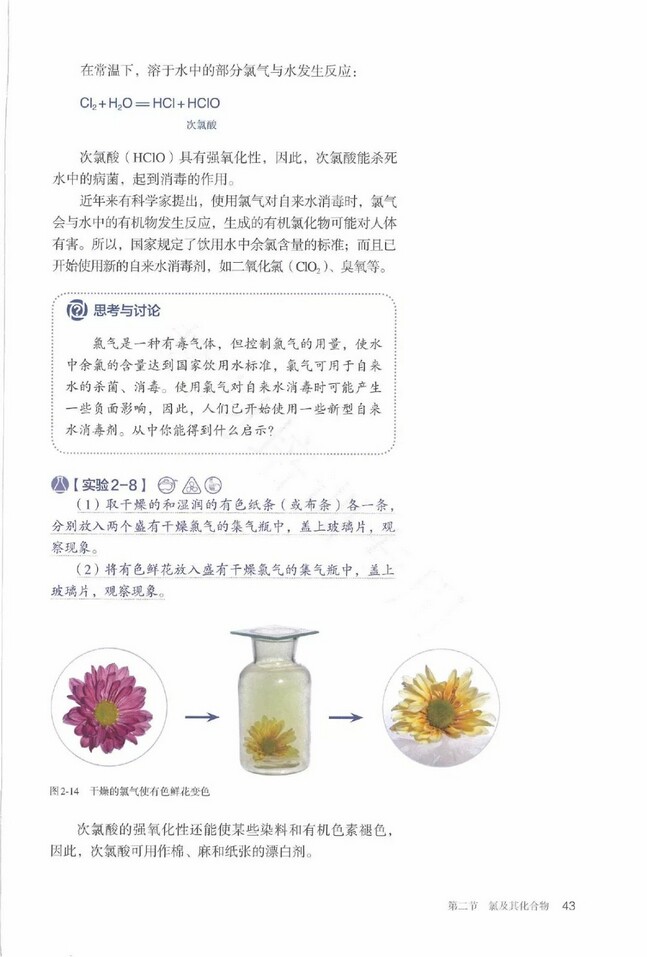 在常温下，溶于水中的部分氯气与水发生反应：
Cl₂+H₂O＝HCl+HClO
次氯酸
次氯酸（HClO）具有强氧化性，因此，次氯酸能杀死
水中的病菌，起到消毒的作用。
近年来有科学家提出，使用氯气对自来水消毒时，氯气
会与水中的有机物发生反应，生成的有机氯化物可能对人体
有害。所以，国家规定了饮用水中余氯含量的标准；而且已
开始使用新的自来水消毒剂，如二氧化氯（ClO₂）、臭氧等。
思考与讨论
氯气是一种有毒气体，但控制氯气的用量，使水
中余氯的含量达到国家饮用水标准，氯气可用于自来
水的杀菌、消毒。使用氯气对自来水消毒时可能产生
一些负面影响，因此，人们已开始使用一些新型自来
水消毒剂。从中你能得到什么启示？
【实验2-8】
（1）取干燥的和湿润的有色纸条（或布条）各一条，
分别放入两个盛有干燥氯气的集气瓶中，盖上玻璃片，观
察现象。
（2）将有色鲜花放入盛有干燥氯气的集气瓶中，盖上
玻璃片，观察现象。
图2-14 干燥的氯气使有色鲜花变色
次氯酸的强氧化性还能使某些染料和有机色素褪色，
因此，次氯酸可用作棉、麻和纸张的漂白剂。
第二节 氯及其化合物 43